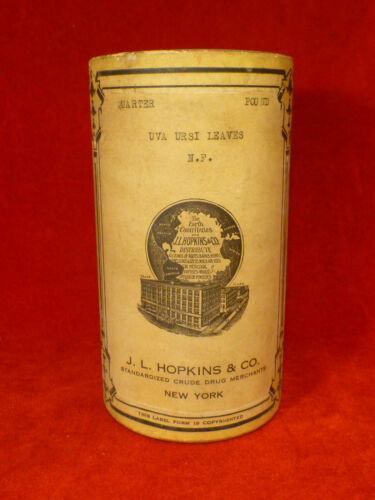 QUARTER POUND
UVA URSI LEAVES
N.F.
The
Earth
Contributes
AND
J.L. HOPKINS & CO.
DISTRIBUTE
J. L. HOPKINS & CO.
STANDARDIZED CRUDE DRUG MERCHANTS
NEW YORK
THIS LABEL FORM IS COPYRIGHTED